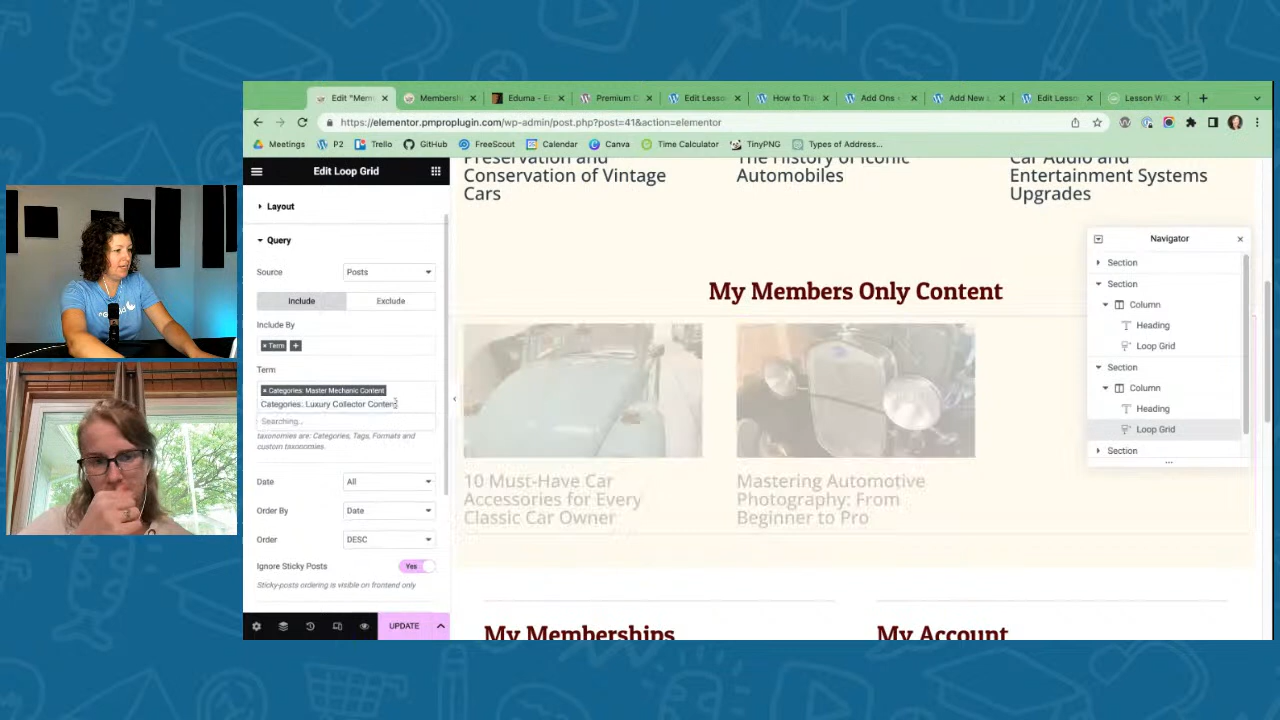 Edit "Mem
Membersh
Eduma - E
Premium C
Edit Lesso
How to Tra
Add Ons
Add New L
Edit Lesso
Lesson Wi
https://elementor.pmproplugin.com/wp-admin/post.php?post=41&action=elementor
Meetings
P2
Trello
GitHub
FreeScout
Calendar
Canva
Time Calculator
TinyPNG
Types of Address...
Edit Loop Grid
Layout
Query
Source
Posts
Include
Exclude
Include By
× Term
+
Term
× Categories: Master Mechanic Content
Categories: Luxury Collector Content
Searching...
taxonomies are: Categories, Tags, Formats and
custom taxonomies.
Date
All
Order By
Date
Order
DESC
Ignore Sticky Posts
Yes
Sticky-posts ordering is visible on frontend only
UPDATE
Preservation and
Conservation of Vintage
Cars
The History of Iconic
Automobiles
Car Audio and
Entertainment Systems
Upgrades
My Members Only Content
10 Must-Have Car
Accessories for Every
Classic Car Owner
Mastering Automotive
Photography: From
Beginner to Pro
My Memberships
My Account
Navigator
Section
Section
Column
Heading
Loop Grid
Section
Column
Heading
Loop Grid
Section